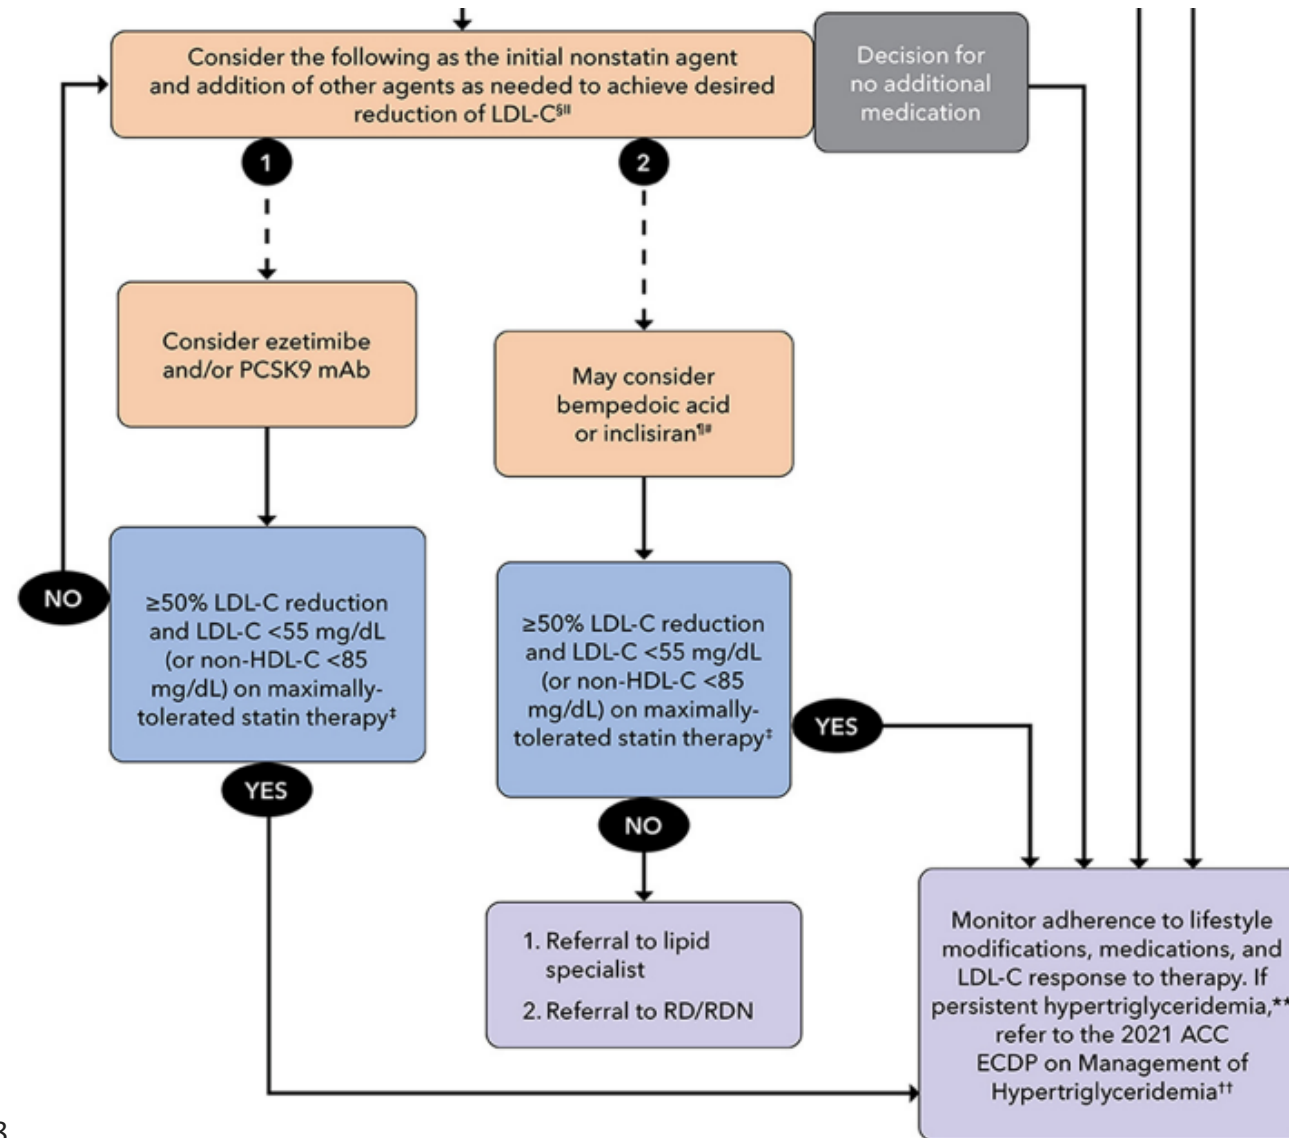 Consider the following as the initial nonstatin agent
and addition of other agents as needed to achieve desired
reduction of LDL-C§II
Decision for
no additional
medication
1
2
Consider ezetimibe
and/or PCSK9 mAb
May consider
bempedoic acid
or inclisiran¶#
NO
≥50% LDL-C reduction
and LDL-C <55 mg/dL
(or non-HDL-C <85
mg/dL) on maximally-
tolerated statin therapy‡
YES
≥50% LDL-C reduction
and LDL-C <55 mg/dL
(or non-HDL-C <85
mg/dL) on maximally-
tolerated statin therapy‡
YES
NO
1. Referral to lipid
specialist
2. Referral to RD/RDN
Monitor adherence to lifestyle
modifications, medications, and
LDL-C response to therapy. If
persistent hypertriglyceridemia,**
refer to the 2021 ACC
ECDP on Management of
Hypertriglyceridemia††